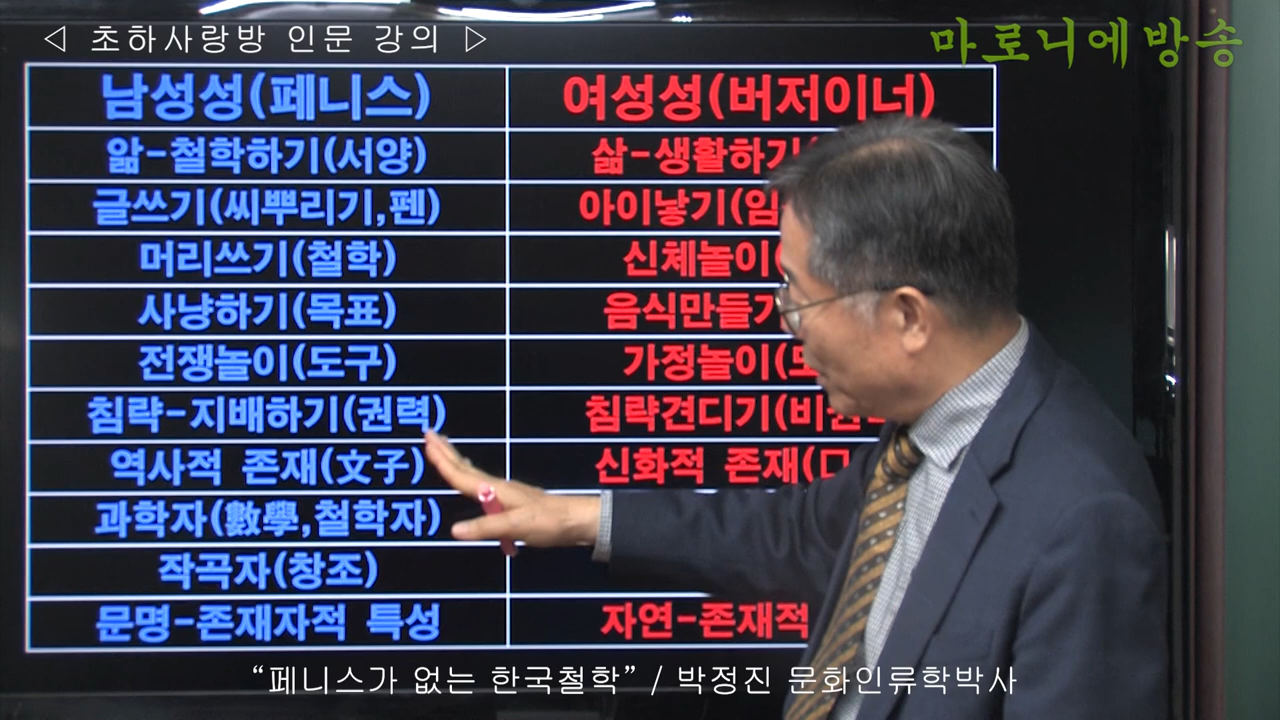 ◁ 초하사랑방 인문 강의 ▷
마로니에방송
남성성(페니스) 여성성(버저이너)
앎-철학하기(서양) 삶-생활하기
글쓰기(씨뿌리기,펜) 아이낳기(임
머리쓰기(철학) 신체놀이(
사냥하기(목표) 음식만들기
전쟁놀이(도구) 가정놀이(
침략-지배하기(권력) 침략견디기(비권력
역사적 존재(文子) 신화적 존재(口
과학자(數學,철학자)
작곡자(창조)
문명-존재자적 특성 자연-존재적
“페니스가 없는 한국철학” / 박정진 문화인류학박사